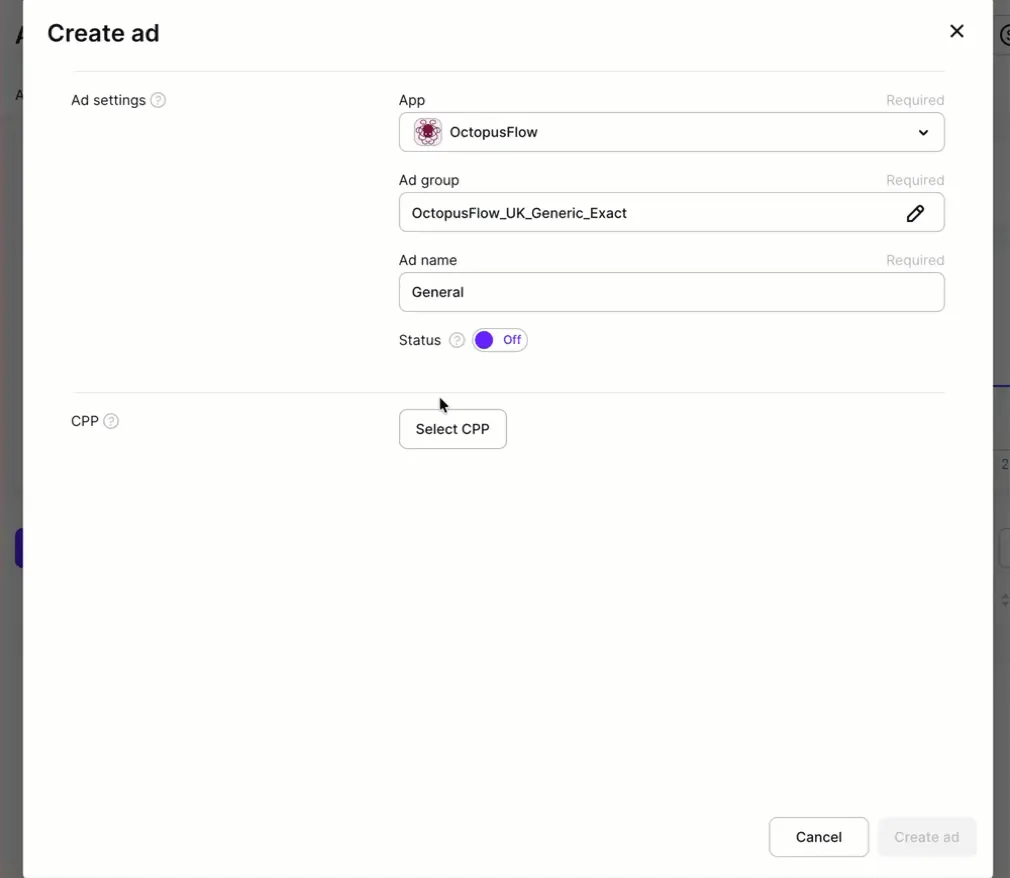 Create ad
Ad settings
App
Required
OctopusFlow
Ad group
Required
OctopusFlow_UK_Generic_Exact
Ad name
Required
General
Status
Off
CPP
Select CPP
Cancel
Create ad